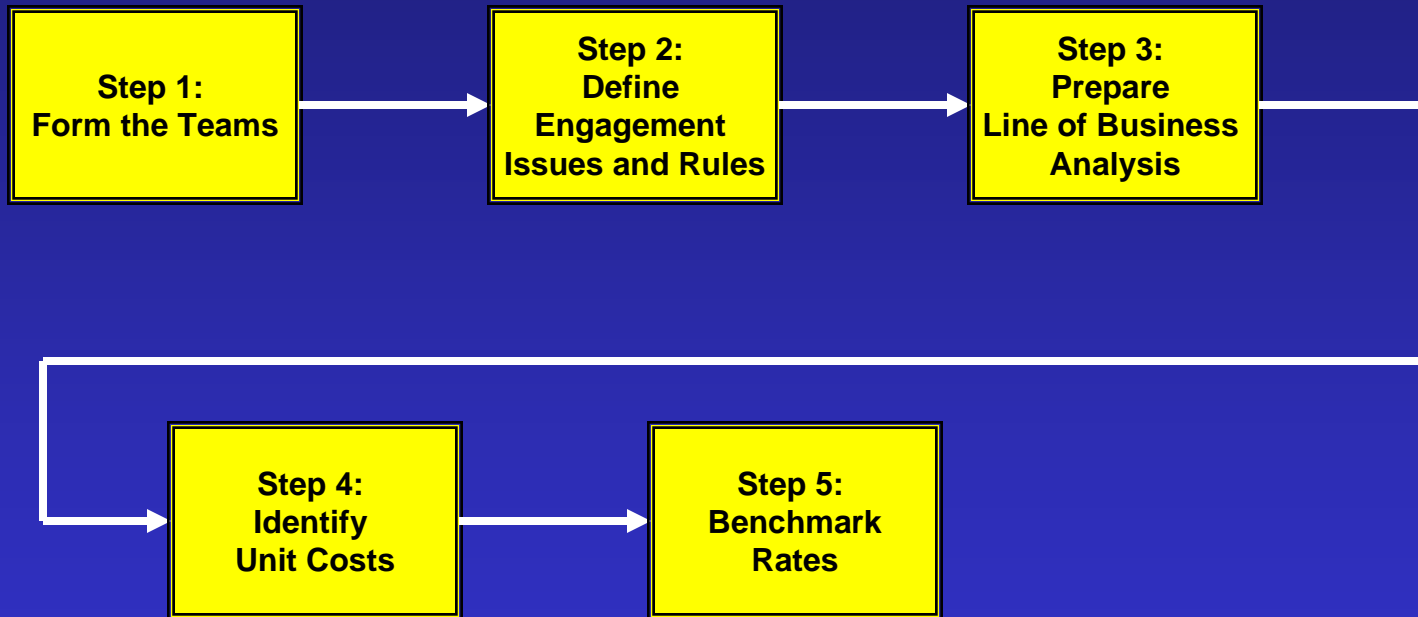 Step 1:
Form the Teams
Step 2:
Define
Engagement
Issues and Rules
Step 3:
Prepare
Line of Business
Analysis
Step 4:
Identify
Unit Costs
Step 5:
Benchmark
Rates